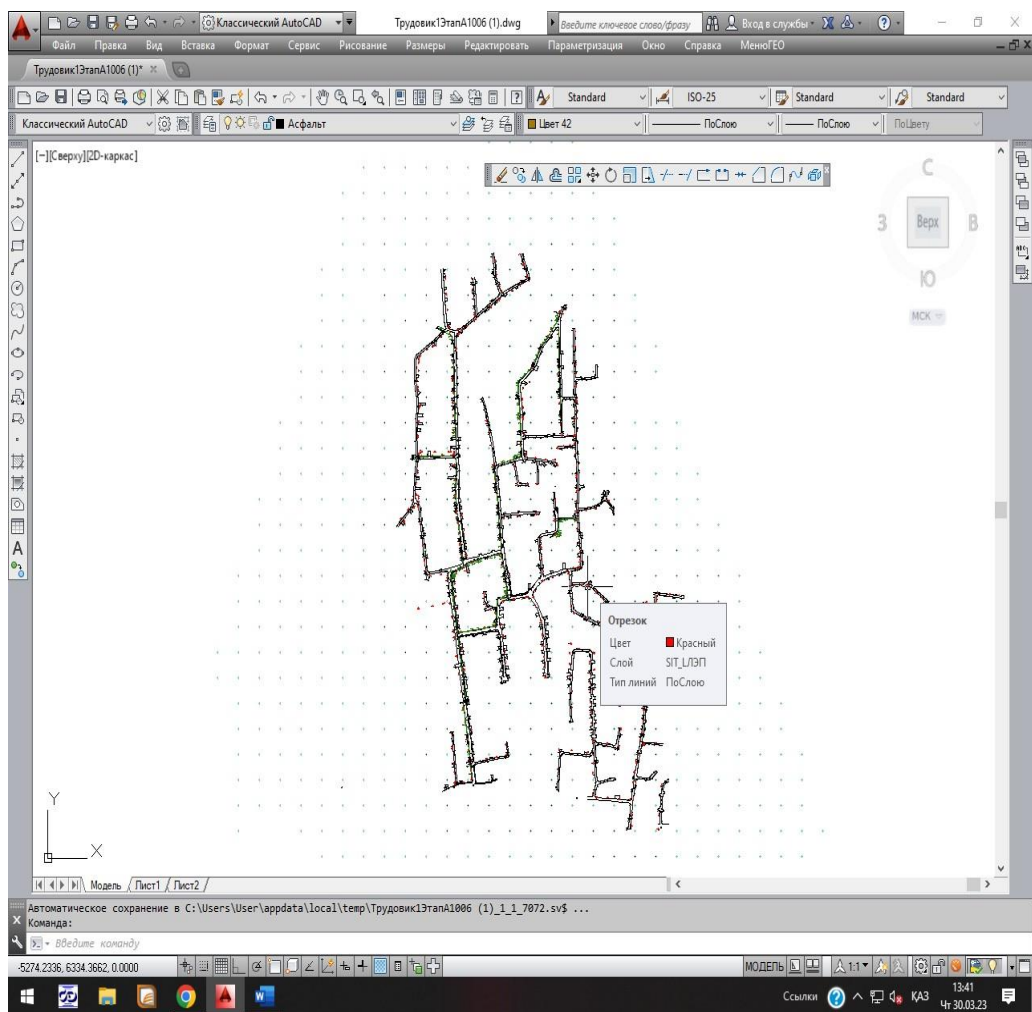 Классический AutoCAD
Трудовик1ЭтапА1006 (1).dwg
Введите ключевое слово/фразу
Вход в службы
Файл Правка Вид Вставка Формат Сервис Рисование Размеры Редактировать Параметризация Окно Справка МенюГЕО
Трудовик1ЭтапА1006 (1)*
Standard ISO-25 Standard Standard
Классический AutoCAD Асфальт Цвет 42 ПоСлою ПоСлою ПоЦвету
[−][Сверху][2D-каркас]
С
З Верх В
Ю
МСК
Отрезок
Цвет Красный
Слой SIT_LЛЭП
Тип линий ПоСлою
Y
X
Модель Лист1 Лист2
Автоматическое сохранение в C:\Users\User\appdata\local\temp\Трудовик1ЭтапА1006 (1)_1_1_7072.sv$ ...
Команда:
Введите команду
-5274.2336, 6334.3662, 0.0000 МОДЕЛЬ 1:1
Ссылки ҚАЗ 13:41
Чт 30.03.23